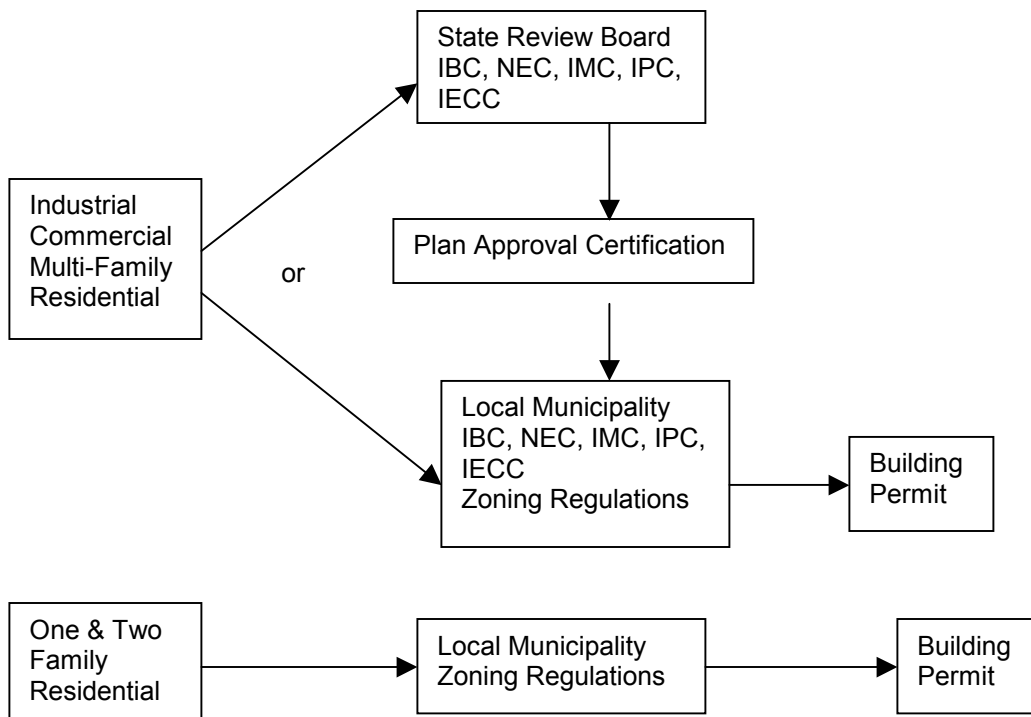 State Review Board
IBC, NEC, IMC, IPC,
IECC
Industrial
Commercial
Multi-Family
Residential
or
Plan Approval Certification
Local Municipality
IBC, NEC, IMC, IPC,
IECC
Zoning Regulations
Building
Permit
One & Two
Family
Residential
Local Municipality
Zoning Regulations
Building
Permit